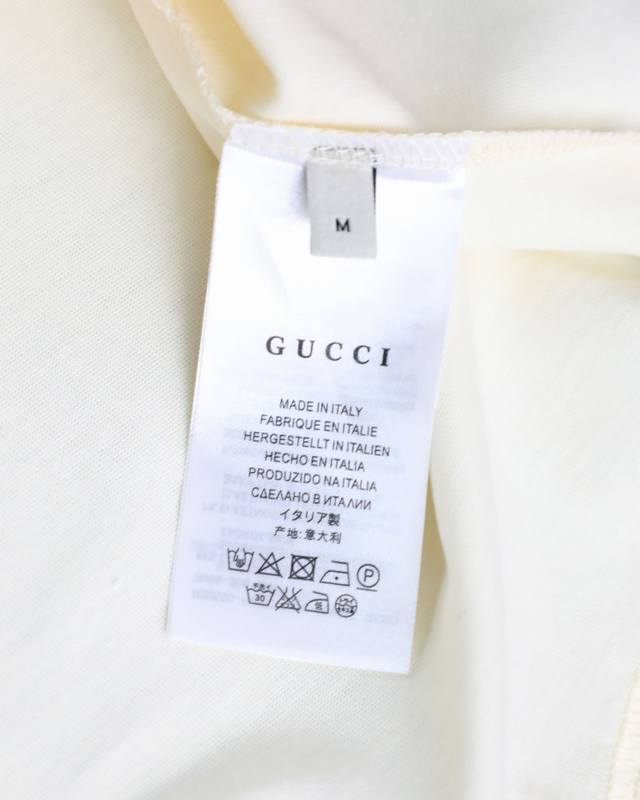 M
GUCCI
MADE IN ITALY
FABRIQUE EN ITALIE
HERGESTELLT IN ITALIEN
HECHO EN ITALIA
PRODUZIDO NA ITALIA
СДЕЛАНО В ИТАЛИИ
イタリア製
产地:意大利
P
30